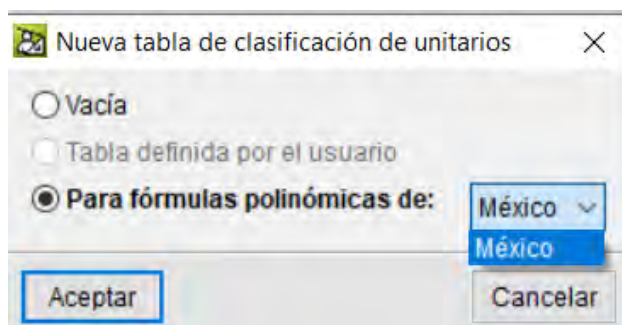 Nueva tabla de clasificación de unitarios
Vacía
Tabla definida por el usuario
Para fórmulas polinómicas de:
México
México
Aceptar
Cancelar